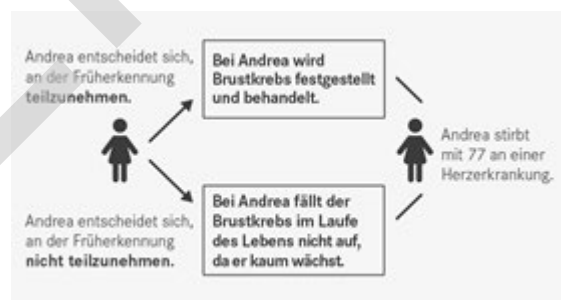 Andrea entscheidet sich,
an der Früherkennung
teilzunehmen.
Bei Andrea wird
Brustkrebs festgestellt
und behandelt.
Andrea stirbt
mit 77 an einer
Herzerkrankung.
Andrea entscheidet sich,
an der Früherkennung
nicht teilzunehmen.
Bei Andrea fällt der
Brustkrebs im Laufe
des Lebens nicht auf,
da er kaum wächst.